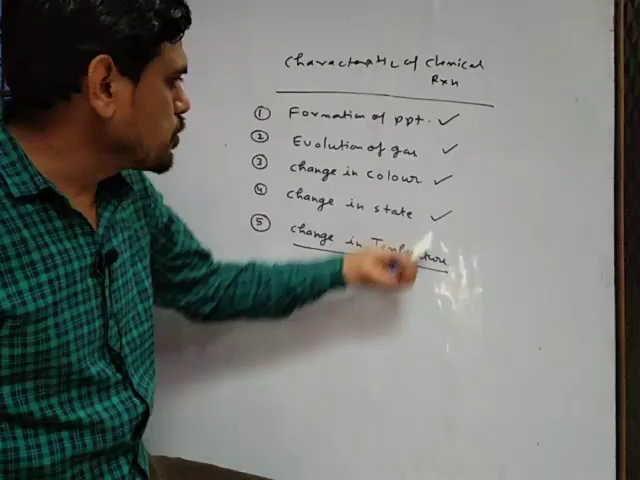 Characteristic of Chemical
Rxn
① Formation of ppt. ✓
② Evolution of gas ✓
③ change in colour ✓
④ change in state ✓
⑤ change in